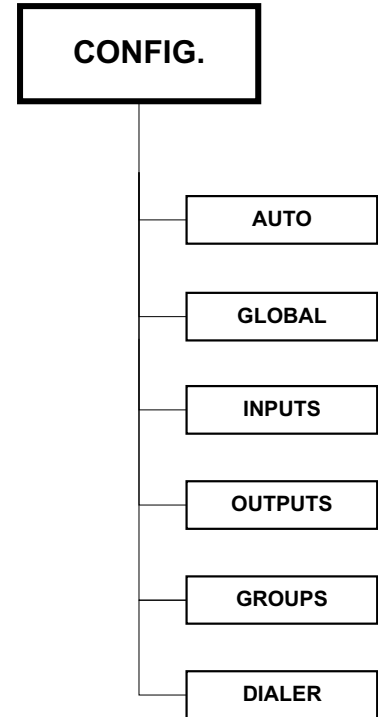 CONFIG.
AUTO
GLOBAL
INPUTS
OUTPUTS
GROUPS
DIALER